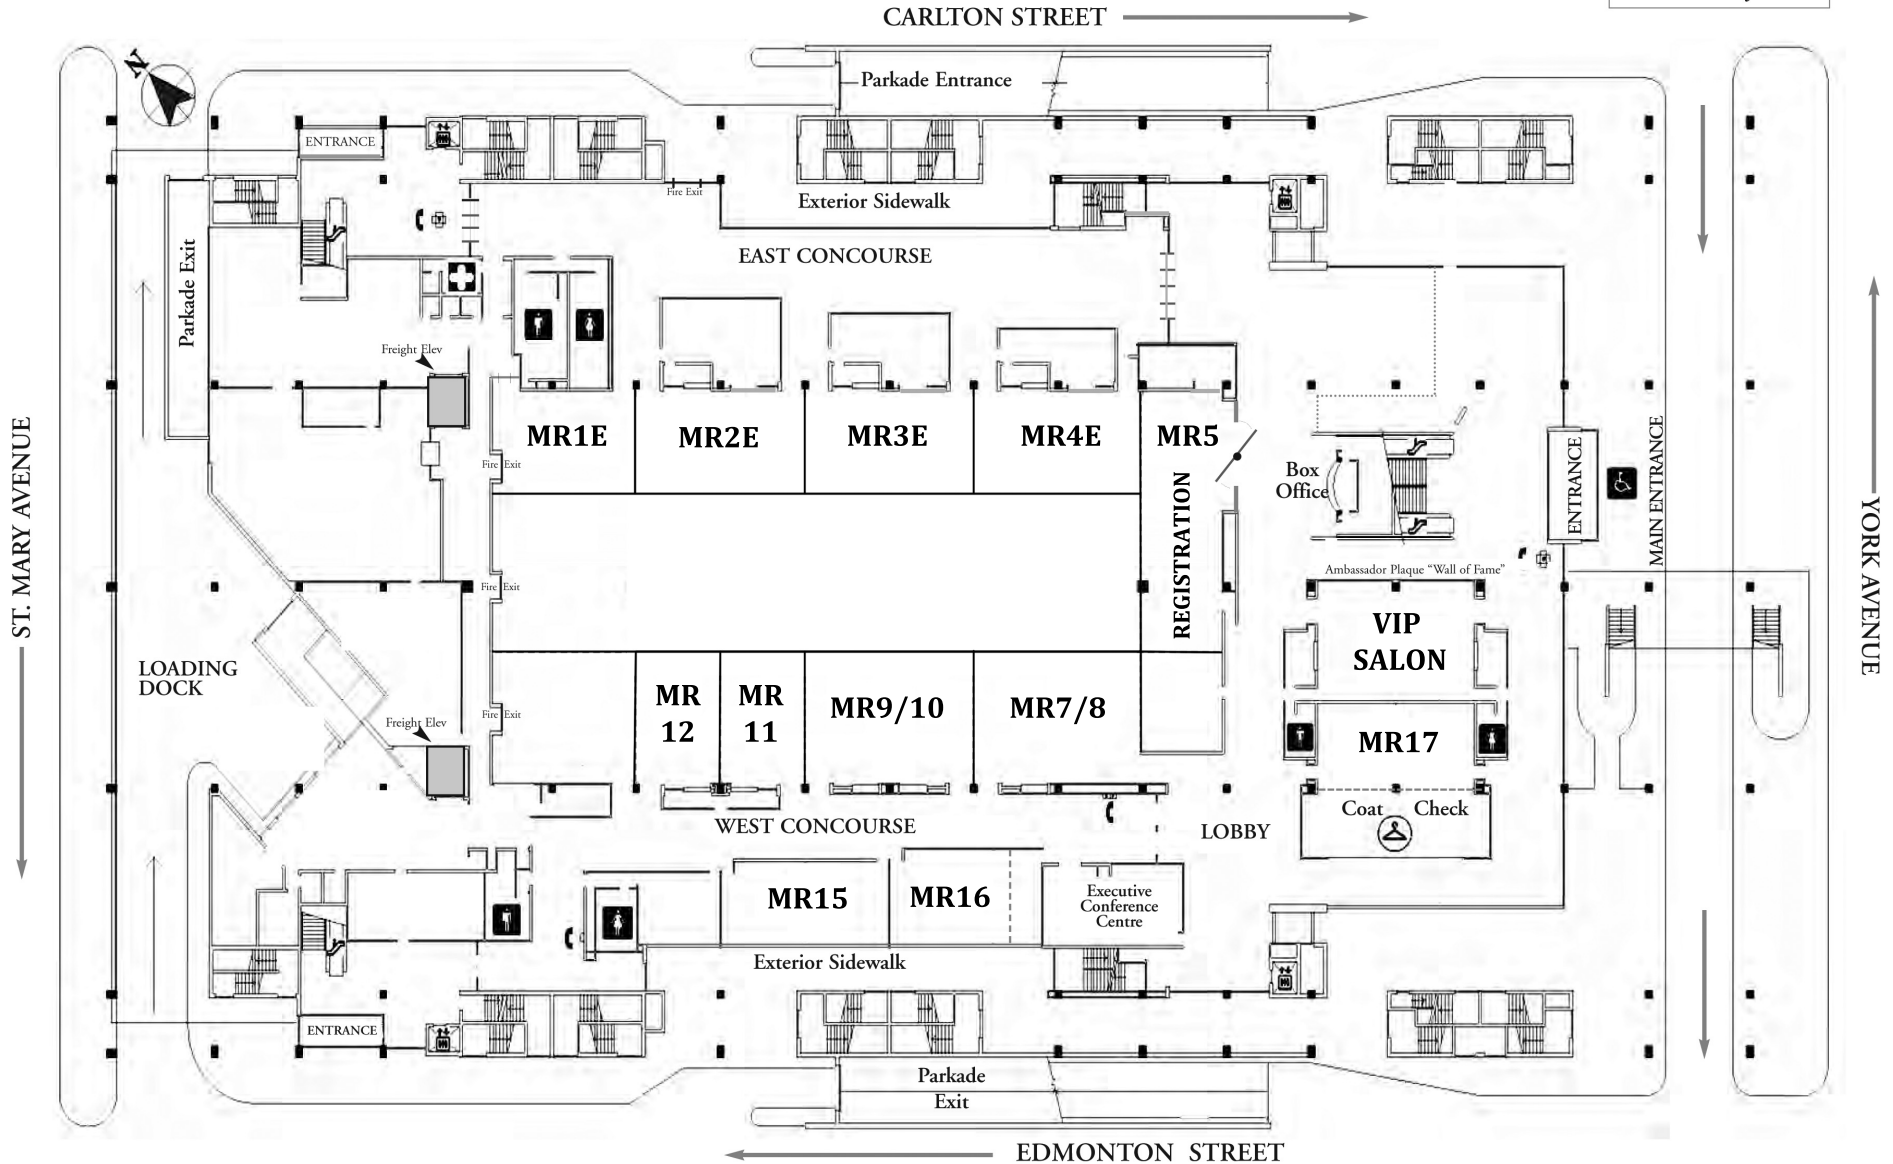 CARLTON STREET
Parkade Entrance
N
ENTRANCE
Fire Exit
Exterior Sidewalk
EAST CONCOURSE
Parkade Exit
Freight Elev
MR1E
MR2E
MR3E
MR4E
MR5
Fire Exit
Box
Office
REGISTRATION
ENTRANCE
MAIN ENTRANCE
YORK AVENUE
ST. MARY AVENUE
Ambassador Plaque “Wall of Fame”
Fire Exit
VIP
SALON
LOADING
DOCK
Freight Elev
Fire Exit
MR
12
MR
11
MR9/10
MR7/8
MR17
Coat Check
WEST CONCOURSE
LOBBY
MR15
MR16
Executive
Conference
Centre
Exterior Sidewalk
ENTRANCE
Parkade
Exit
EDMONTON STREET